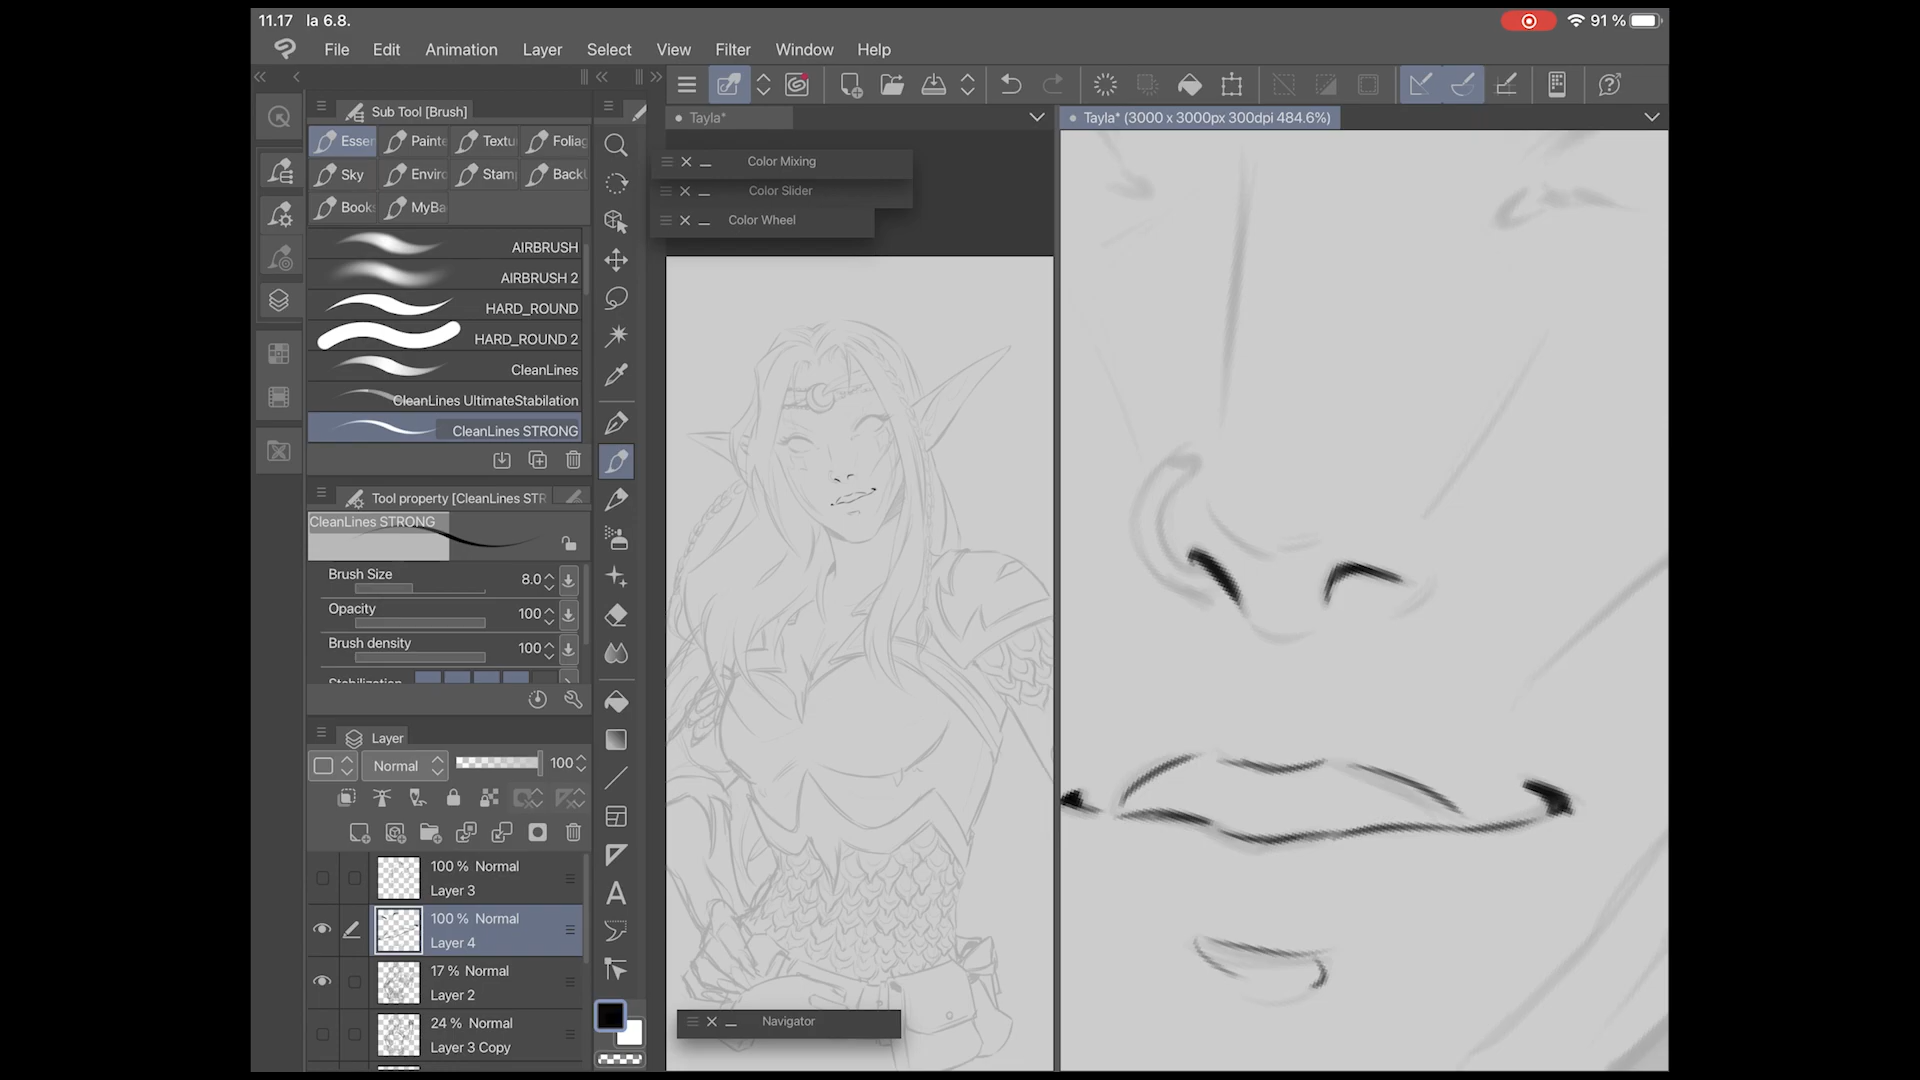 11.17 la 6.8.
91 %
File Edit Animation Layer Select View Filter Window Help
Sub Tool [Brush]
Esser Painte Textu Foliag
Sky Enviro Stam Back
Book MyBa
AIRBRUSH
AIRBRUSH 2
HARD_ROUND
HARD_ROUND 2
CleanLines
CleanLines UltimateStabilation
CleanLines STRONG
Tool property [CleanLines STR
CleanLines STRONG
Brush Size 8.0
Opacity 100
Brush density 100
Stabilization
Layer
Normal 100
100 % Normal
Layer 3
100 % Normal
Layer 4
17 % Normal
Layer 2
24 % Normal
Layer 3 Copy
Tayla*
Color Mixing
Color Slider
Color Wheel
Navigator
Tayla* (3000 x 3000px 300dpi 484.6%)